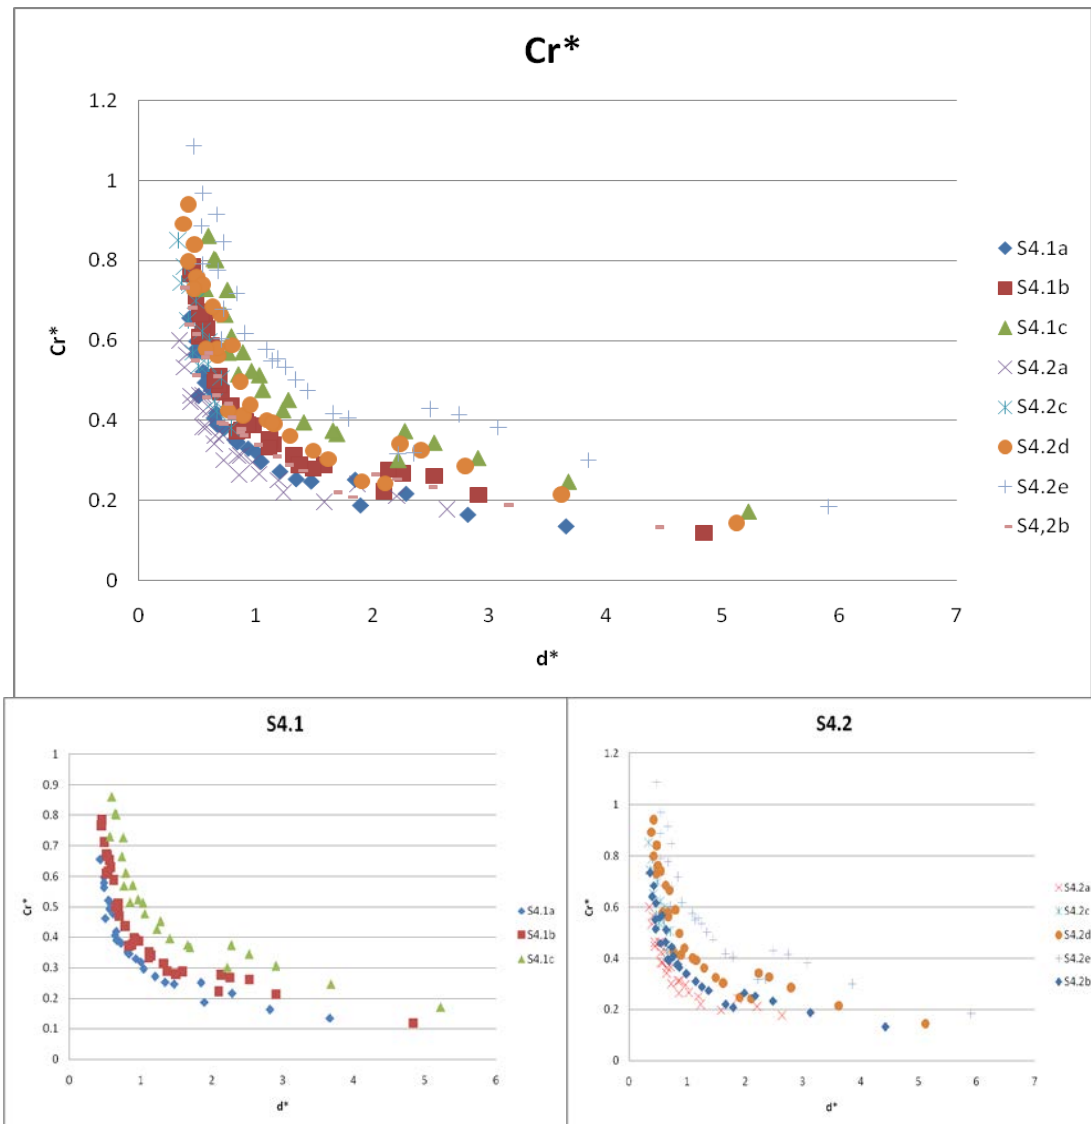 Cr*
1.2
1
0.8
0.6
0.4
0.2
0
Cr*
0 1 2 3 4 5 6 7
d*
S4.1a
S4.1b
S4.1c
S4.2a
S4.2c
S4.2d
S4.2e
S4,2b
S4.1
1
0.9
0.8
0.7
0.6
0.5
0.4
0.3
0.2
0.1
0
Cr*
0 1 2 3 4 5 6
d*
S4.1a
S4.1b
S4.1c
S4.2
1.2
1
0.8
0.6
0.4
0.2
0
Cr*
0 1 2 3 4 5 6 7
d*
S4.2a
S4.2c
S4.2d
S4.2e
S4.2b